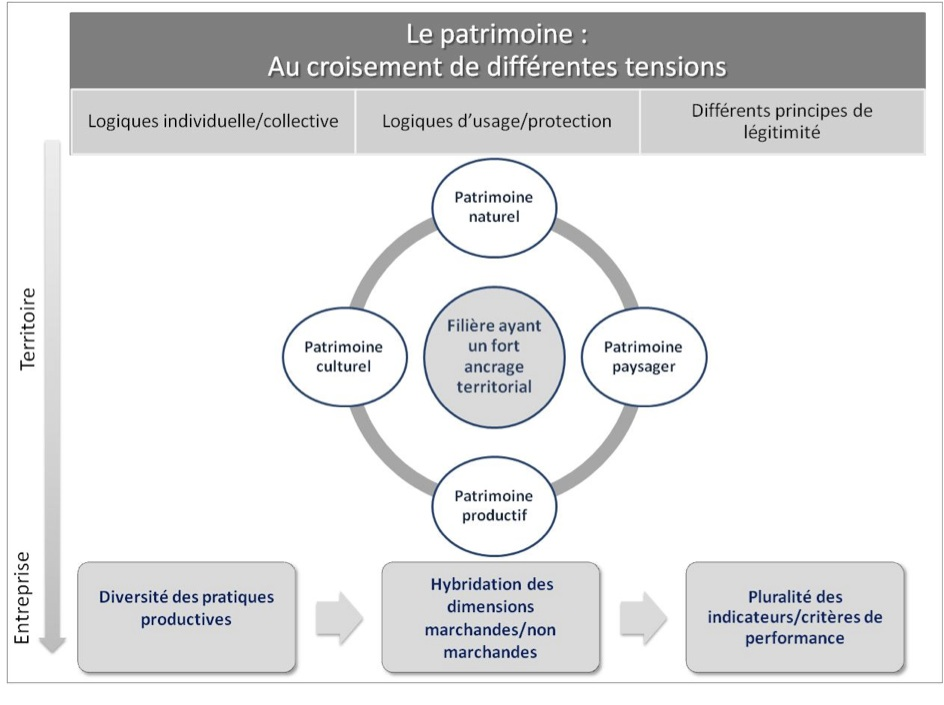 Le patrimoine :
Au croisement de différentes tensions
Logiques individuelle/collective
Logiques d'usage/protection
Différents principes de
légitimité
Territoire
Patrimoine
naturel
Patrimoine
culturel
Filière ayant
un fort
ancrage
territorial
Patrimoine
paysager
Patrimoine
productif
Entreprise
Diversité des pratiques
productives
Hybridation des
dimensions
marchandes/non
marchandes
Pluralité des
indicateurs/critères de
performance